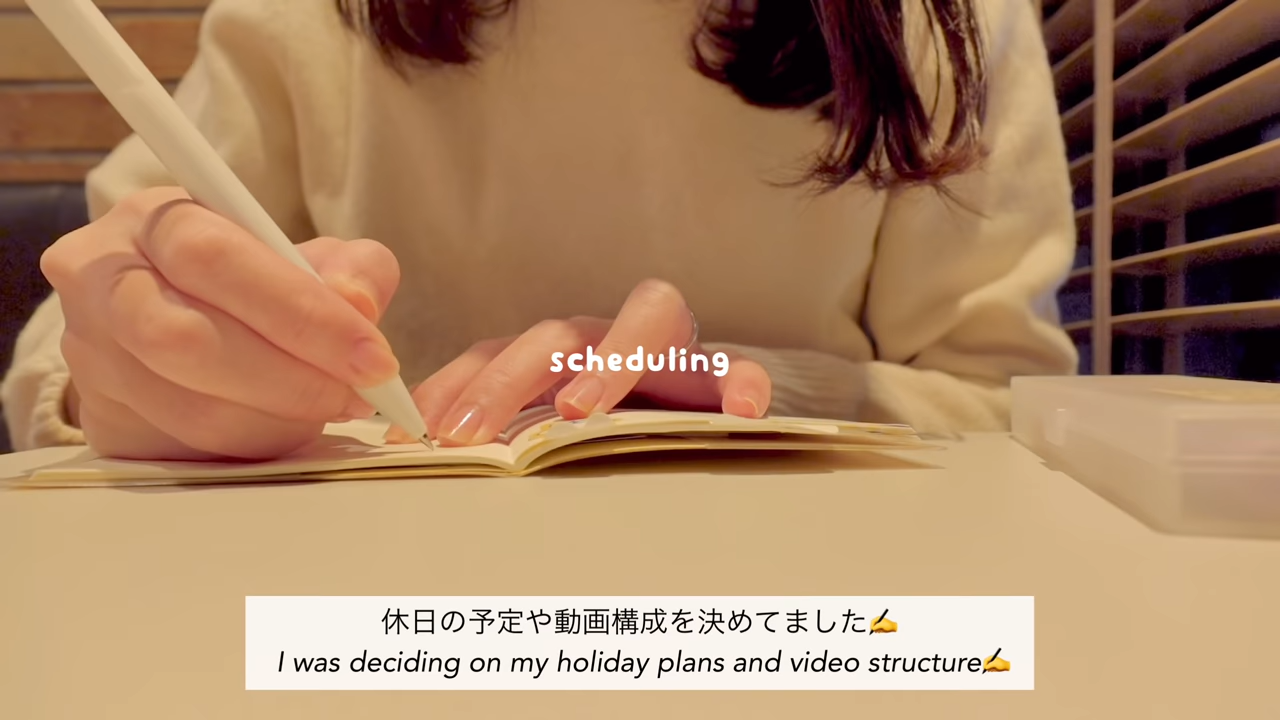 scheduling
休日の予定や動画構成を決めてました✍️
I was deciding on my holiday plans and video structure✍️